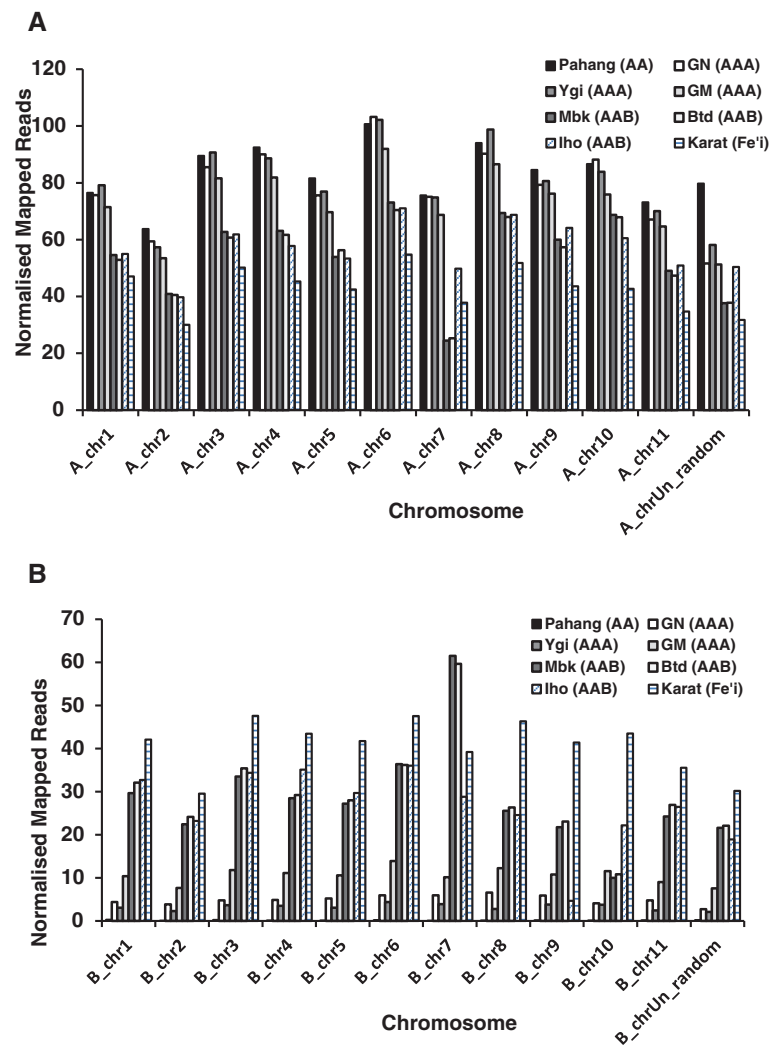 A
Normalised Mapped Reads
120
100
80
60
40
20
0
Pahang (AA) GN (AAA)
Ygi (AAA) GM (AAA)
Mbk (AAB) Btd (AAB)
Iho (AAB) Karat (Fe'i)
A_chr1 A_chr2 A_chr3 A_chr4 A_chr5 A_chr6 A_chr7 A_chr8 A_chr9 A_chr10 A_chr11 A_chrUn_random
Chromosome
B
Normalised Mapped Reads
70
60
50
40
30
20
10
0
Pahang (AA) GN (AAA)
Ygi (AAA) GM (AAA)
Mbk (AAB) Btd (AAB)
Iho (AAB) Karat (Fe'i)
B_chr1 B_chr2 B_chr3 B_chr4 B_chr5 B_chr6 B_chr7 B_chr8 B_chr9 B_chr10 B_chr11 B_chrUn_random
Chromosome